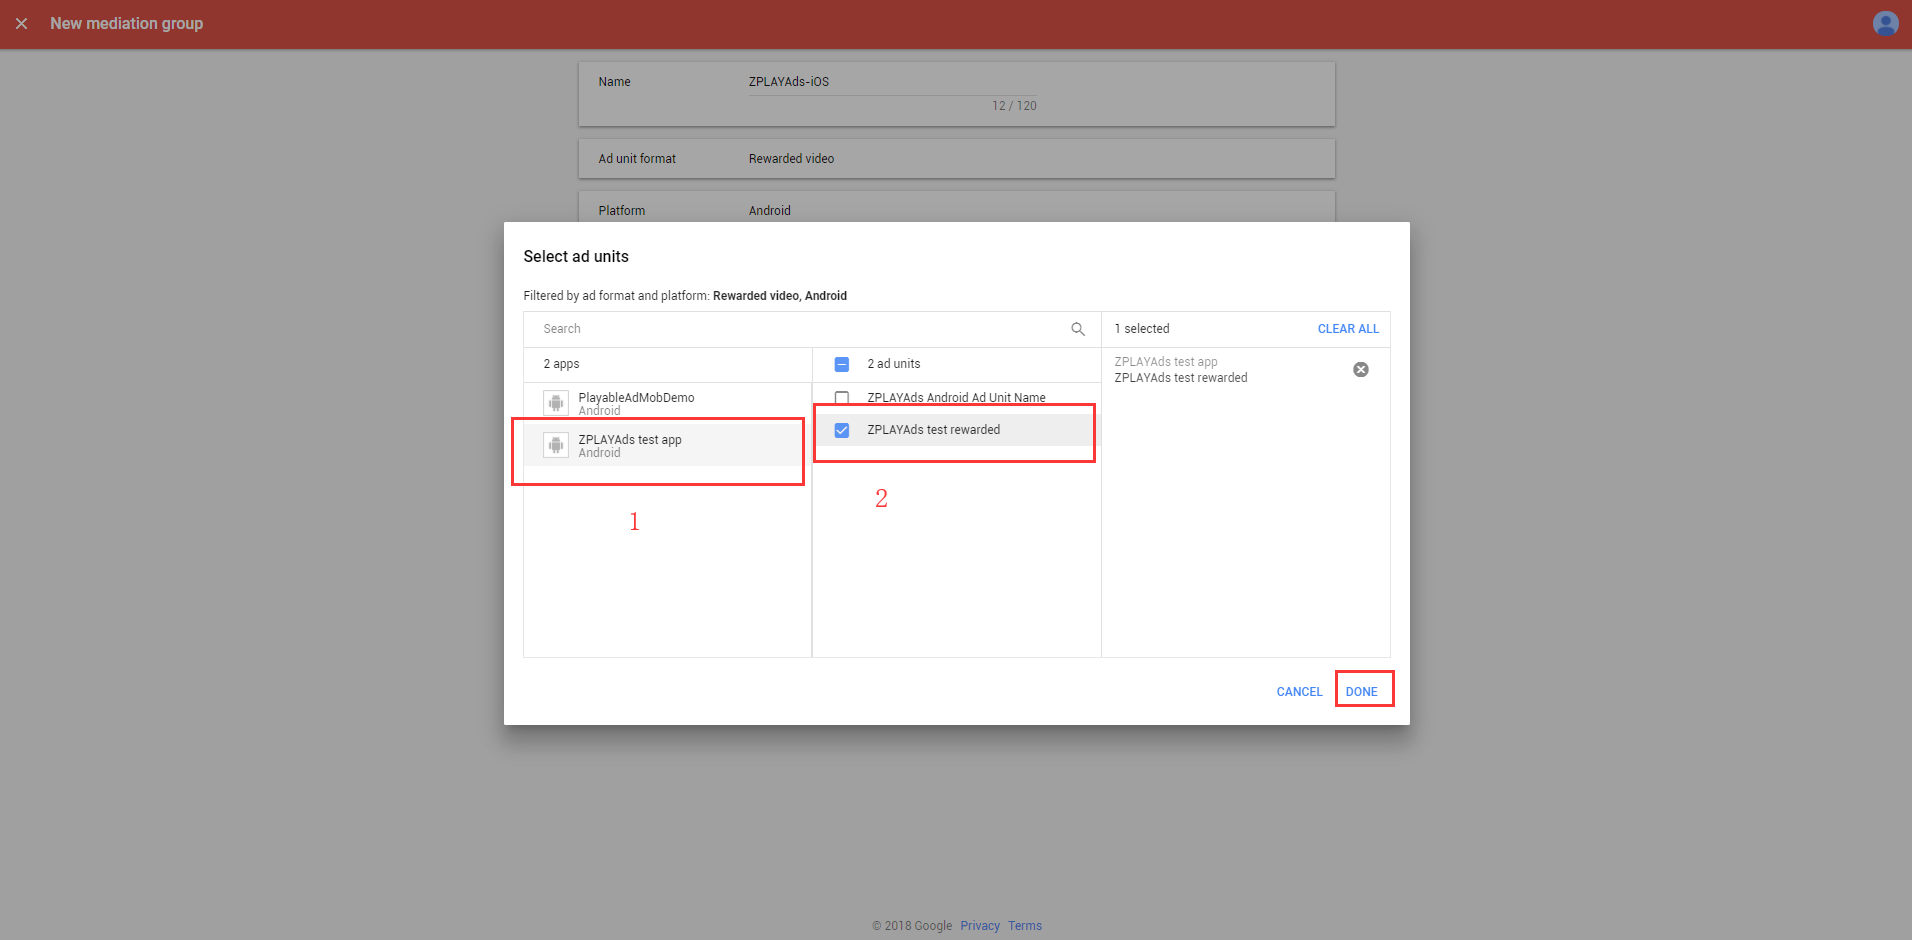 New mediation group
Name ZPLAYAds-iOS
12 / 120
Ad unit format Rewarded video
Platform Android
Select ad units
Filtered by ad format and platform: Rewarded video, Android
Search
1 selected CLEAR ALL
2 apps
2 ad units
PlayableAdMobDemo
Android
ZPLAYAds test app
Android
1
ZPLAYAds Android Ad Unit Name
ZPLAYAds test rewarded
2
ZPLAYAds test app
ZPLAYAds test rewarded
CANCEL DONE
© 2018 Google Privacy Terms